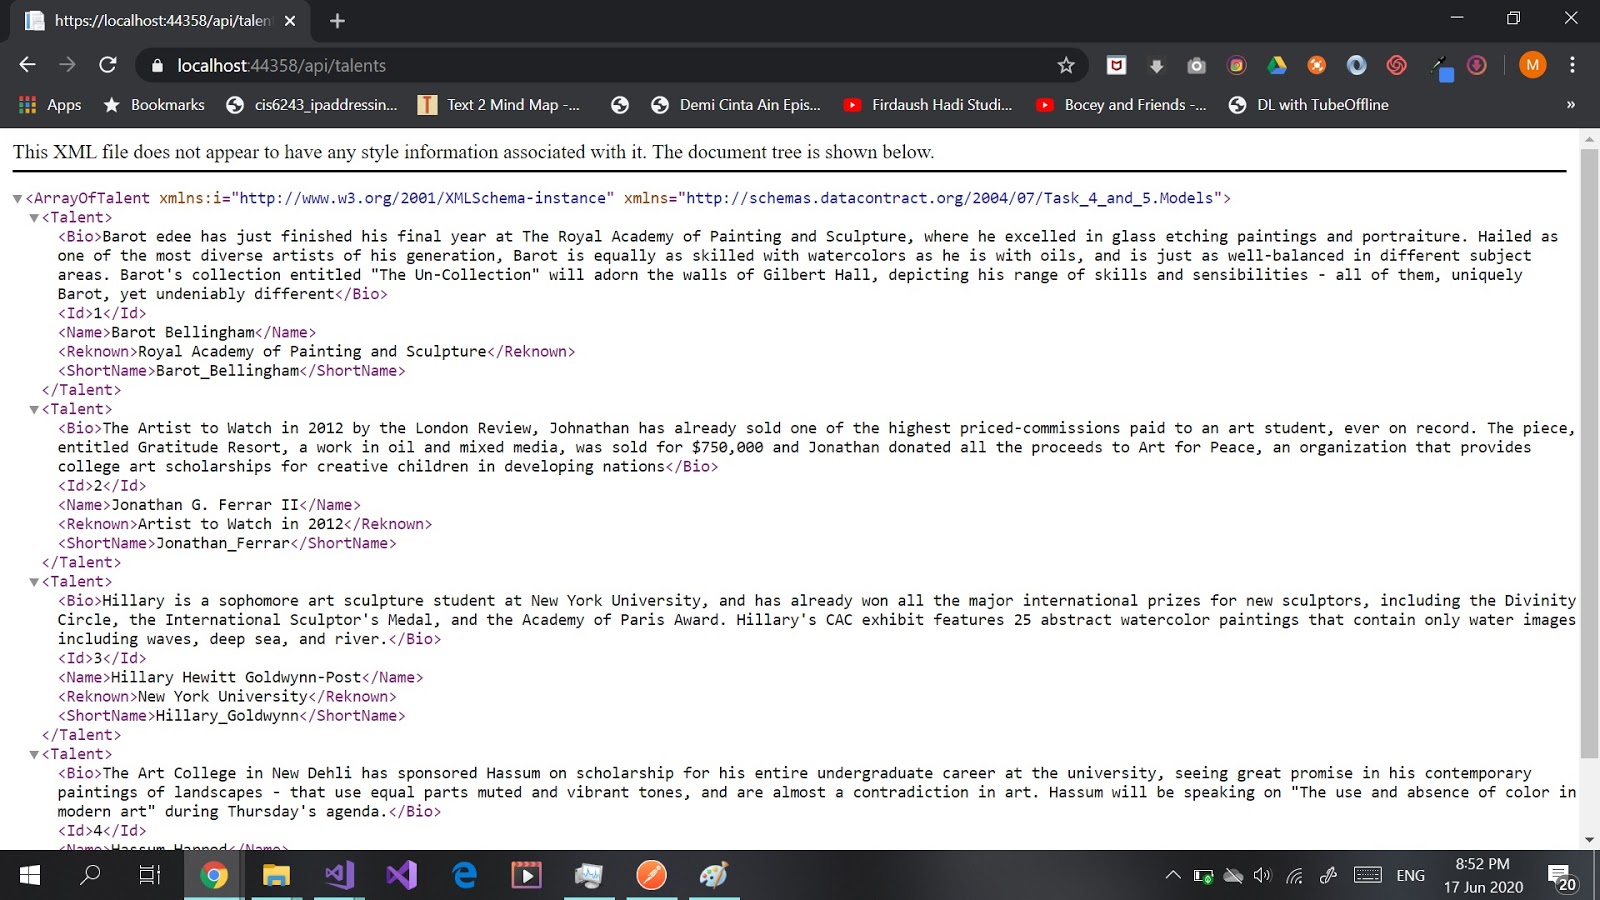 https://localhost:44358/api/talen
localhost:44358/api/talents
M
Apps
Bookmarks
cis6243_ipaddressin...
T
Text 2 Mind Map -...
Demi Cinta Ain Epis...
Firdaush Hadi Studi...
Bocey and Friends -...
DL with TubeOffline
»
This XML file does not appear to have any style information associated with it. The document tree is shown below.
<ArrayOfTalent xmlns:i="http://www.w3.org/2001/XMLSchema-instance" xmlns="http://schemas.datacontract.org/2004/07/Task_4_and_5.Models">
<Talent>
<Bio>Barot edee has just finished his final year at The Royal Academy of Painting and Sculpture, where he excelled in glass etching paintings and portraiture. Hailed as
one of the most diverse artists of his generation, Barot is equally as skilled with watercolors as he is with oils, and is just as well-balanced in different subject
areas. Barot's collection entitled "The Un-Collection" will adorn the walls of Gilbert Hall, depicting his range of skills and sensibilities - all of them, uniquely
Barot, yet undeniably different</Bio>
<Id>1</Id>
<Name>Barot Bellingham</Name>
<Reknown>Royal Academy of Painting and Sculpture</Reknown>
<ShortName>Barot_Bellingham</ShortName>
</Talent>
<Talent>
<Bio>The Artist to Watch in 2012 by the London Review, Johnathan has already sold one of the highest priced-commissions paid to an art student, ever on record. The piece,
entitled Gratitude Resort, a work in oil and mixed media, was sold for $750,000 and Jonathan donated all the proceeds to Art for Peace, an organization that provides
college art scholarships for creative children in developing nations</Bio>
<Id>2</Id>
<Name>Jonathan G. Ferrar II</Name>
<Reknown>Artist to Watch in 2012</Reknown>
<ShortName>Jonathan_Ferrar</ShortName>
</Talent>
<Talent>
<Bio>Hillary is a sophomore art sculpture student at New York University, and has already won all the major international prizes for new sculptors, including the Divinity
Circle, the International Sculptor's Medal, and the Academy of Paris Award. Hillary's CAC exhibit features 25 abstract watercolor paintings that contain only water images
including waves, deep sea, and river.</Bio>
<Id>3</Id>
<Name>Hillary Hewitt Goldwynn-Post</Name>
<Reknown>New York University</Reknown>
<ShortName>Hillary_Goldwynn</ShortName>
</Talent>
<Talent>
<Bio>The Art College in New Dehli has sponsored Hassum on scholarship for his entire undergraduate career at the university, seeing great promise in his contemporary
paintings of landscapes - that use equal parts muted and vibrant tones, and are almost a contradiction in art. Hassum will be speaking on "The use and absence of color in
modern art" during Thursday's agenda.</Bio>
<Id>4</Id>
<Name>Hassum Harrod</Name>
ENG
8:52 PM
17 Jun 2020
20